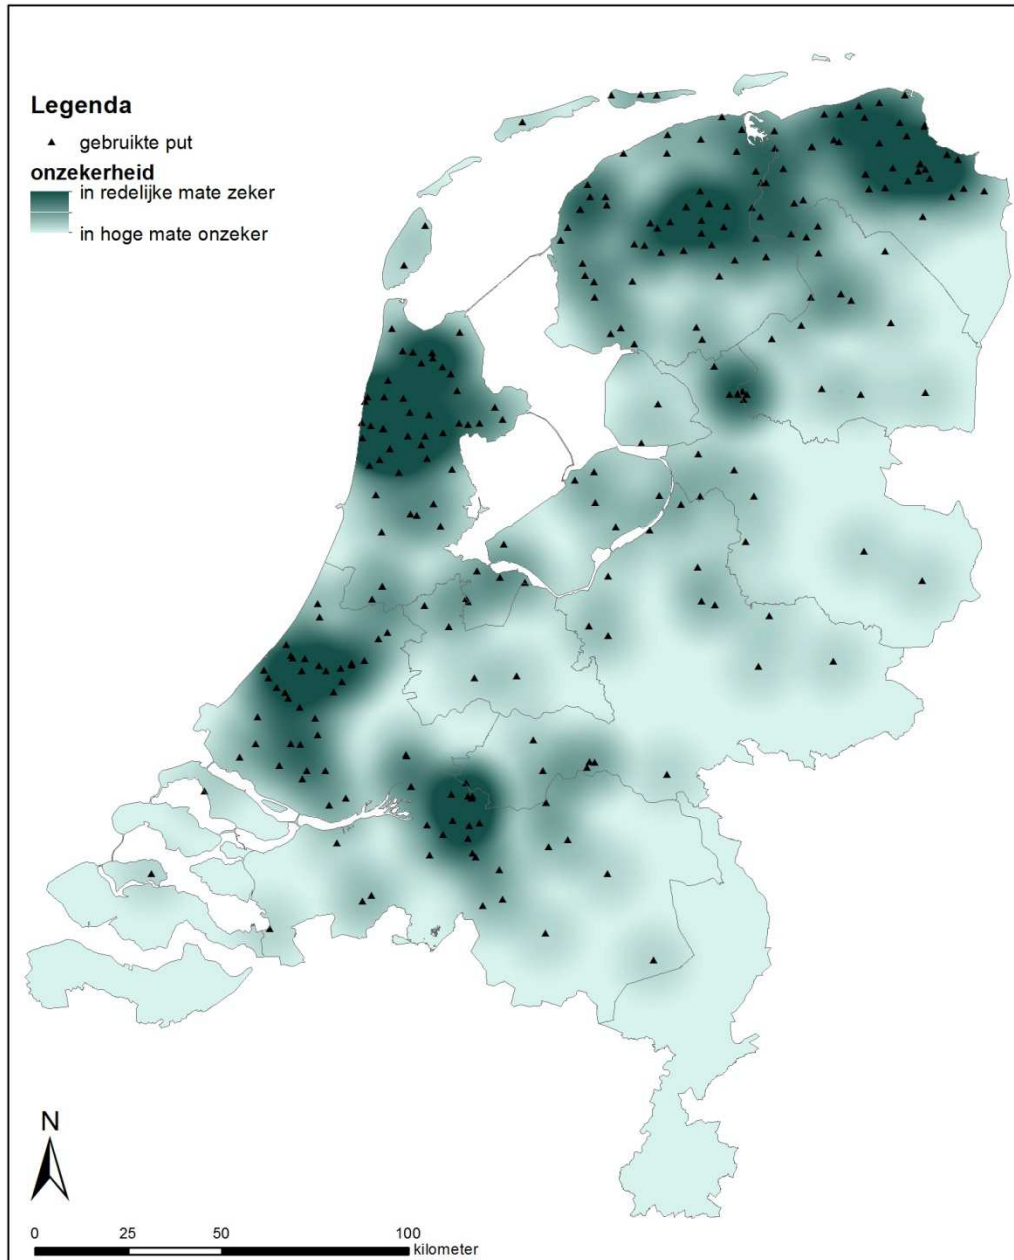 Legenda
gebruikte put
onzekerheid
in redelijke mate zeker
in hoge mate onzeker
N
0 25 50 100
kilometer